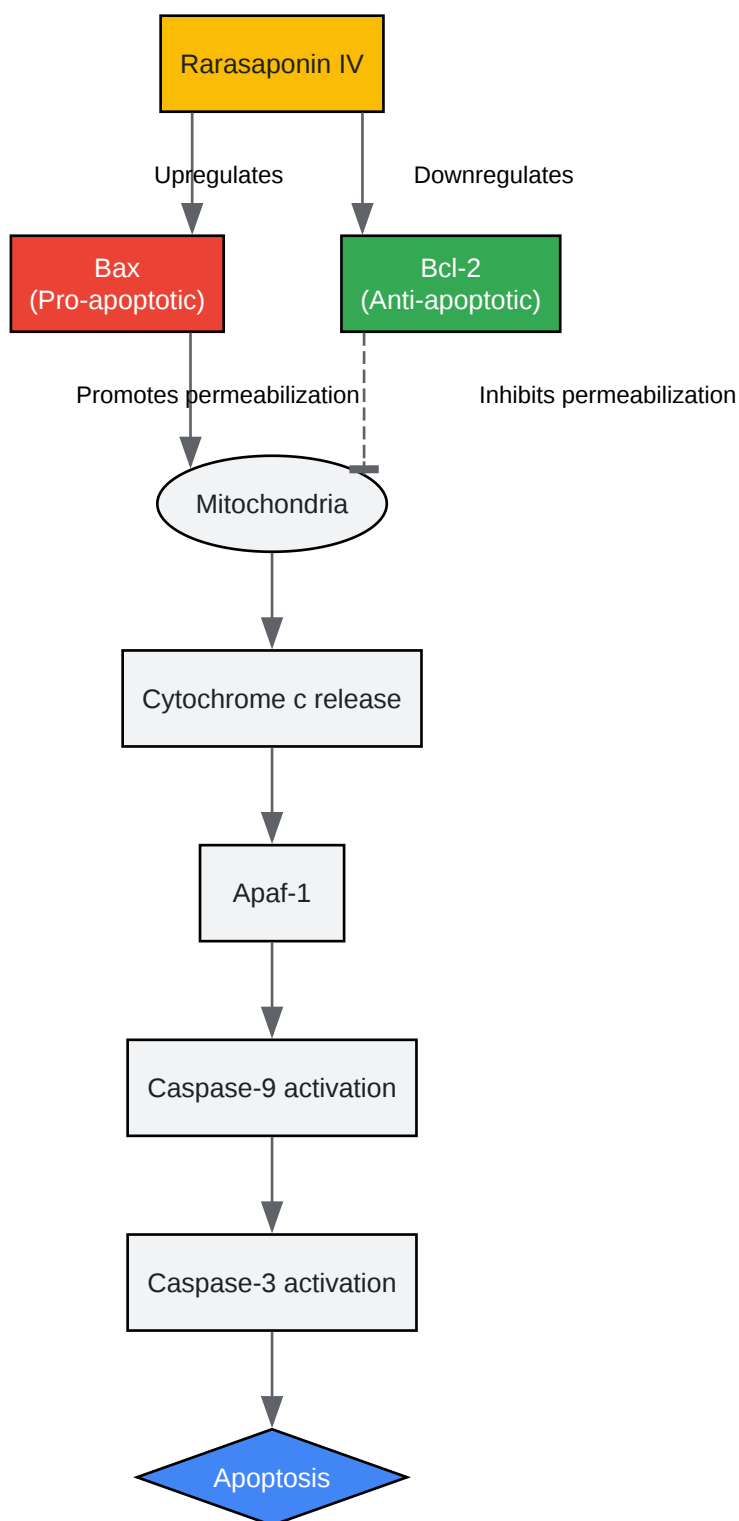 Rarasaponin IV
Upregulates
Downregulates
Bax
(Pro-apoptotic)
Bcl-2
(Anti-apoptotic)
Promotes permeabilization
Inhibits permeabilization
Mitochondria
Cytochrome c release
Apaf-1
Caspase-9 activation
Caspase-3 activation
Apoptosis